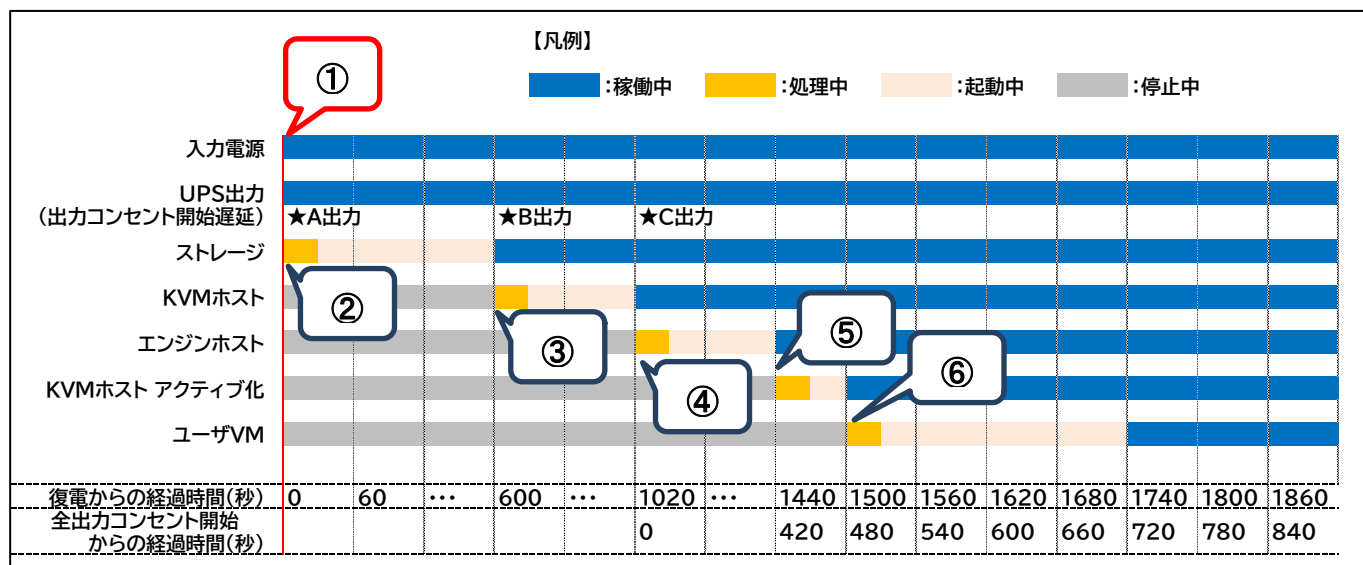 【凡例】
:稼働中 :処理中 :起動中 :停止中
①
入力電源
UPS出力
(出力コンセント開始遅延)
★A出力 ★B出力 ★C出力
ストレージ
KVMホスト
②
エンジンホスト
③
⑤
KVMホスト アクティブ化
④
⑥
ユーザVM
復電からの経過時間(秒) 0 60 ・・・ 600 ・・・ 1020 ・・・ 1440 1500 1560 1620 1680 1740 1800 1860
全出力コンセント開始
からの経過時間(秒) 0 420 480 540 600 660 720 780 840